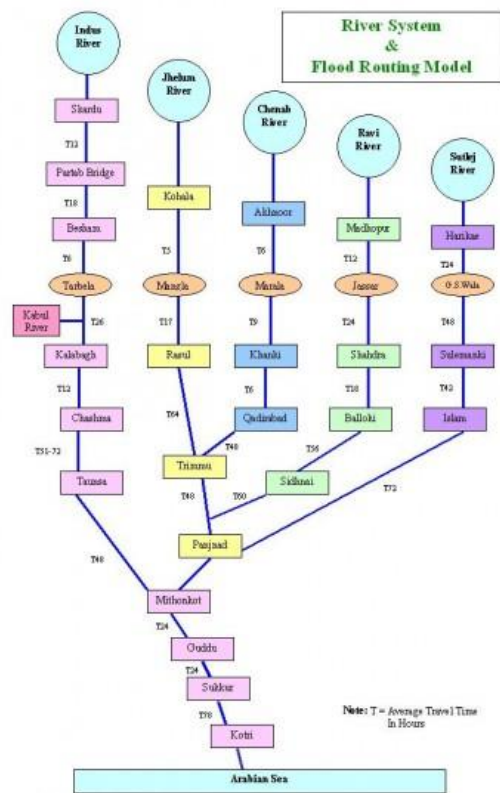 River System
&
Flood Routing Model
Indus
River
Jhelum
River
Chenab
River
Ravi
River
Sutlej
River
Skardu
T12
Partab Bridge
T18
Besham
T6
Tarbela
Kabul
River
T26
Kalabagh
T12
Chashma
T51-72
Taunsa
T48
Kohala
T5
Mangla
T17
Rasul
T64
Akhnoor
T6
Marala
T9
Khanki
T6
Qadirabad
T48
Trimmu
T48
Madhopur
T12
Jassar
T24
Shahdra
T18
Balloki
T56
Sidhnai
T60
Harikae
T24
G.S.Wala
T48
Sulemanki
T42
Islam
T72
Panjnad
Mithonkot
T24
Guddu
T24
Sukkur
T78
Kotri
Note: T = Average Travel Time
In Hours
Arabian Sea